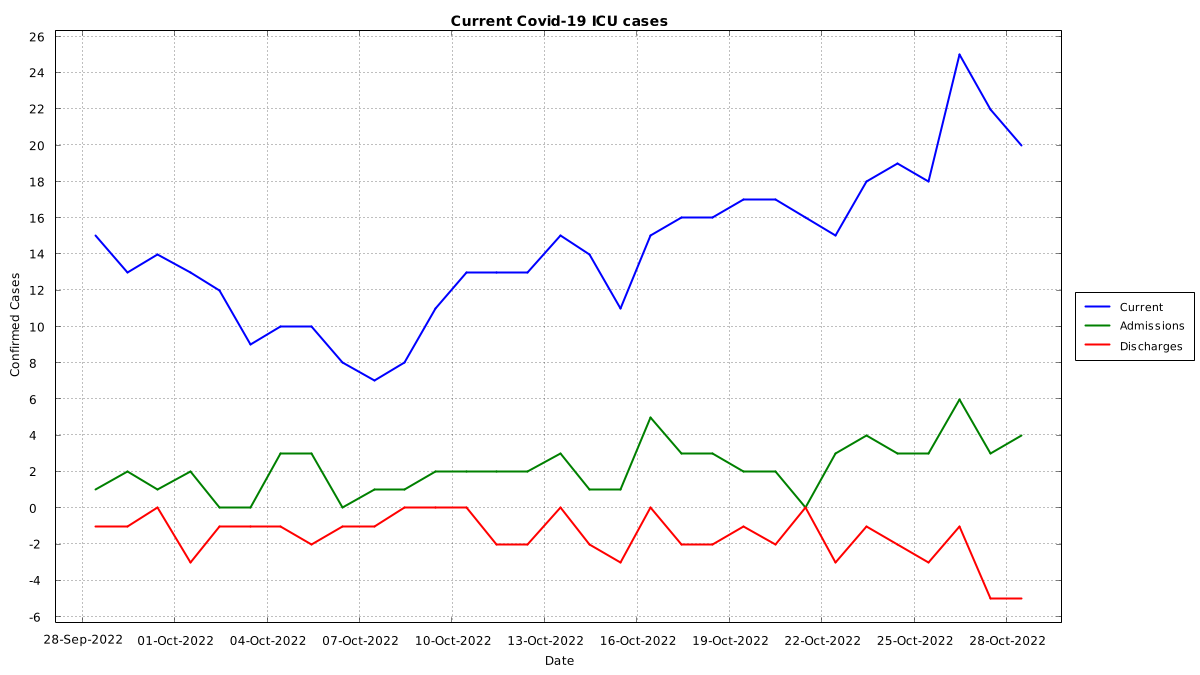 Current Covid-19 ICU cases
26
24
22
20
18
16
14
12
10
8
6
4
2
0
-2
-4
-6
Confirmed Cases
28-Sep-2022 01-Oct-2022 04-Oct-2022 07-Oct-2022 10-Oct-2022 13-Oct-2022 16-Oct-2022 19-Oct-2022 22-Oct-2022 25-Oct-2022 28-Oct-2022
Date
Current
Admissions
Discharges